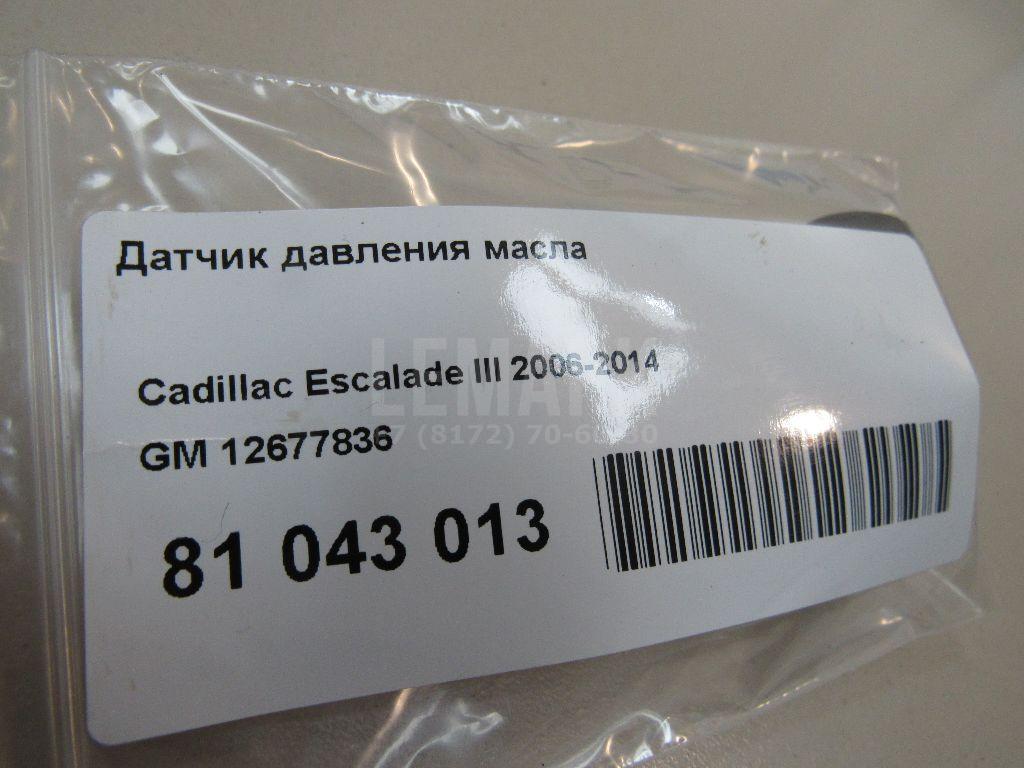 Датчик давления масла
Cadillac Escalade III 2006-2014
GM 12677836
81 043 013